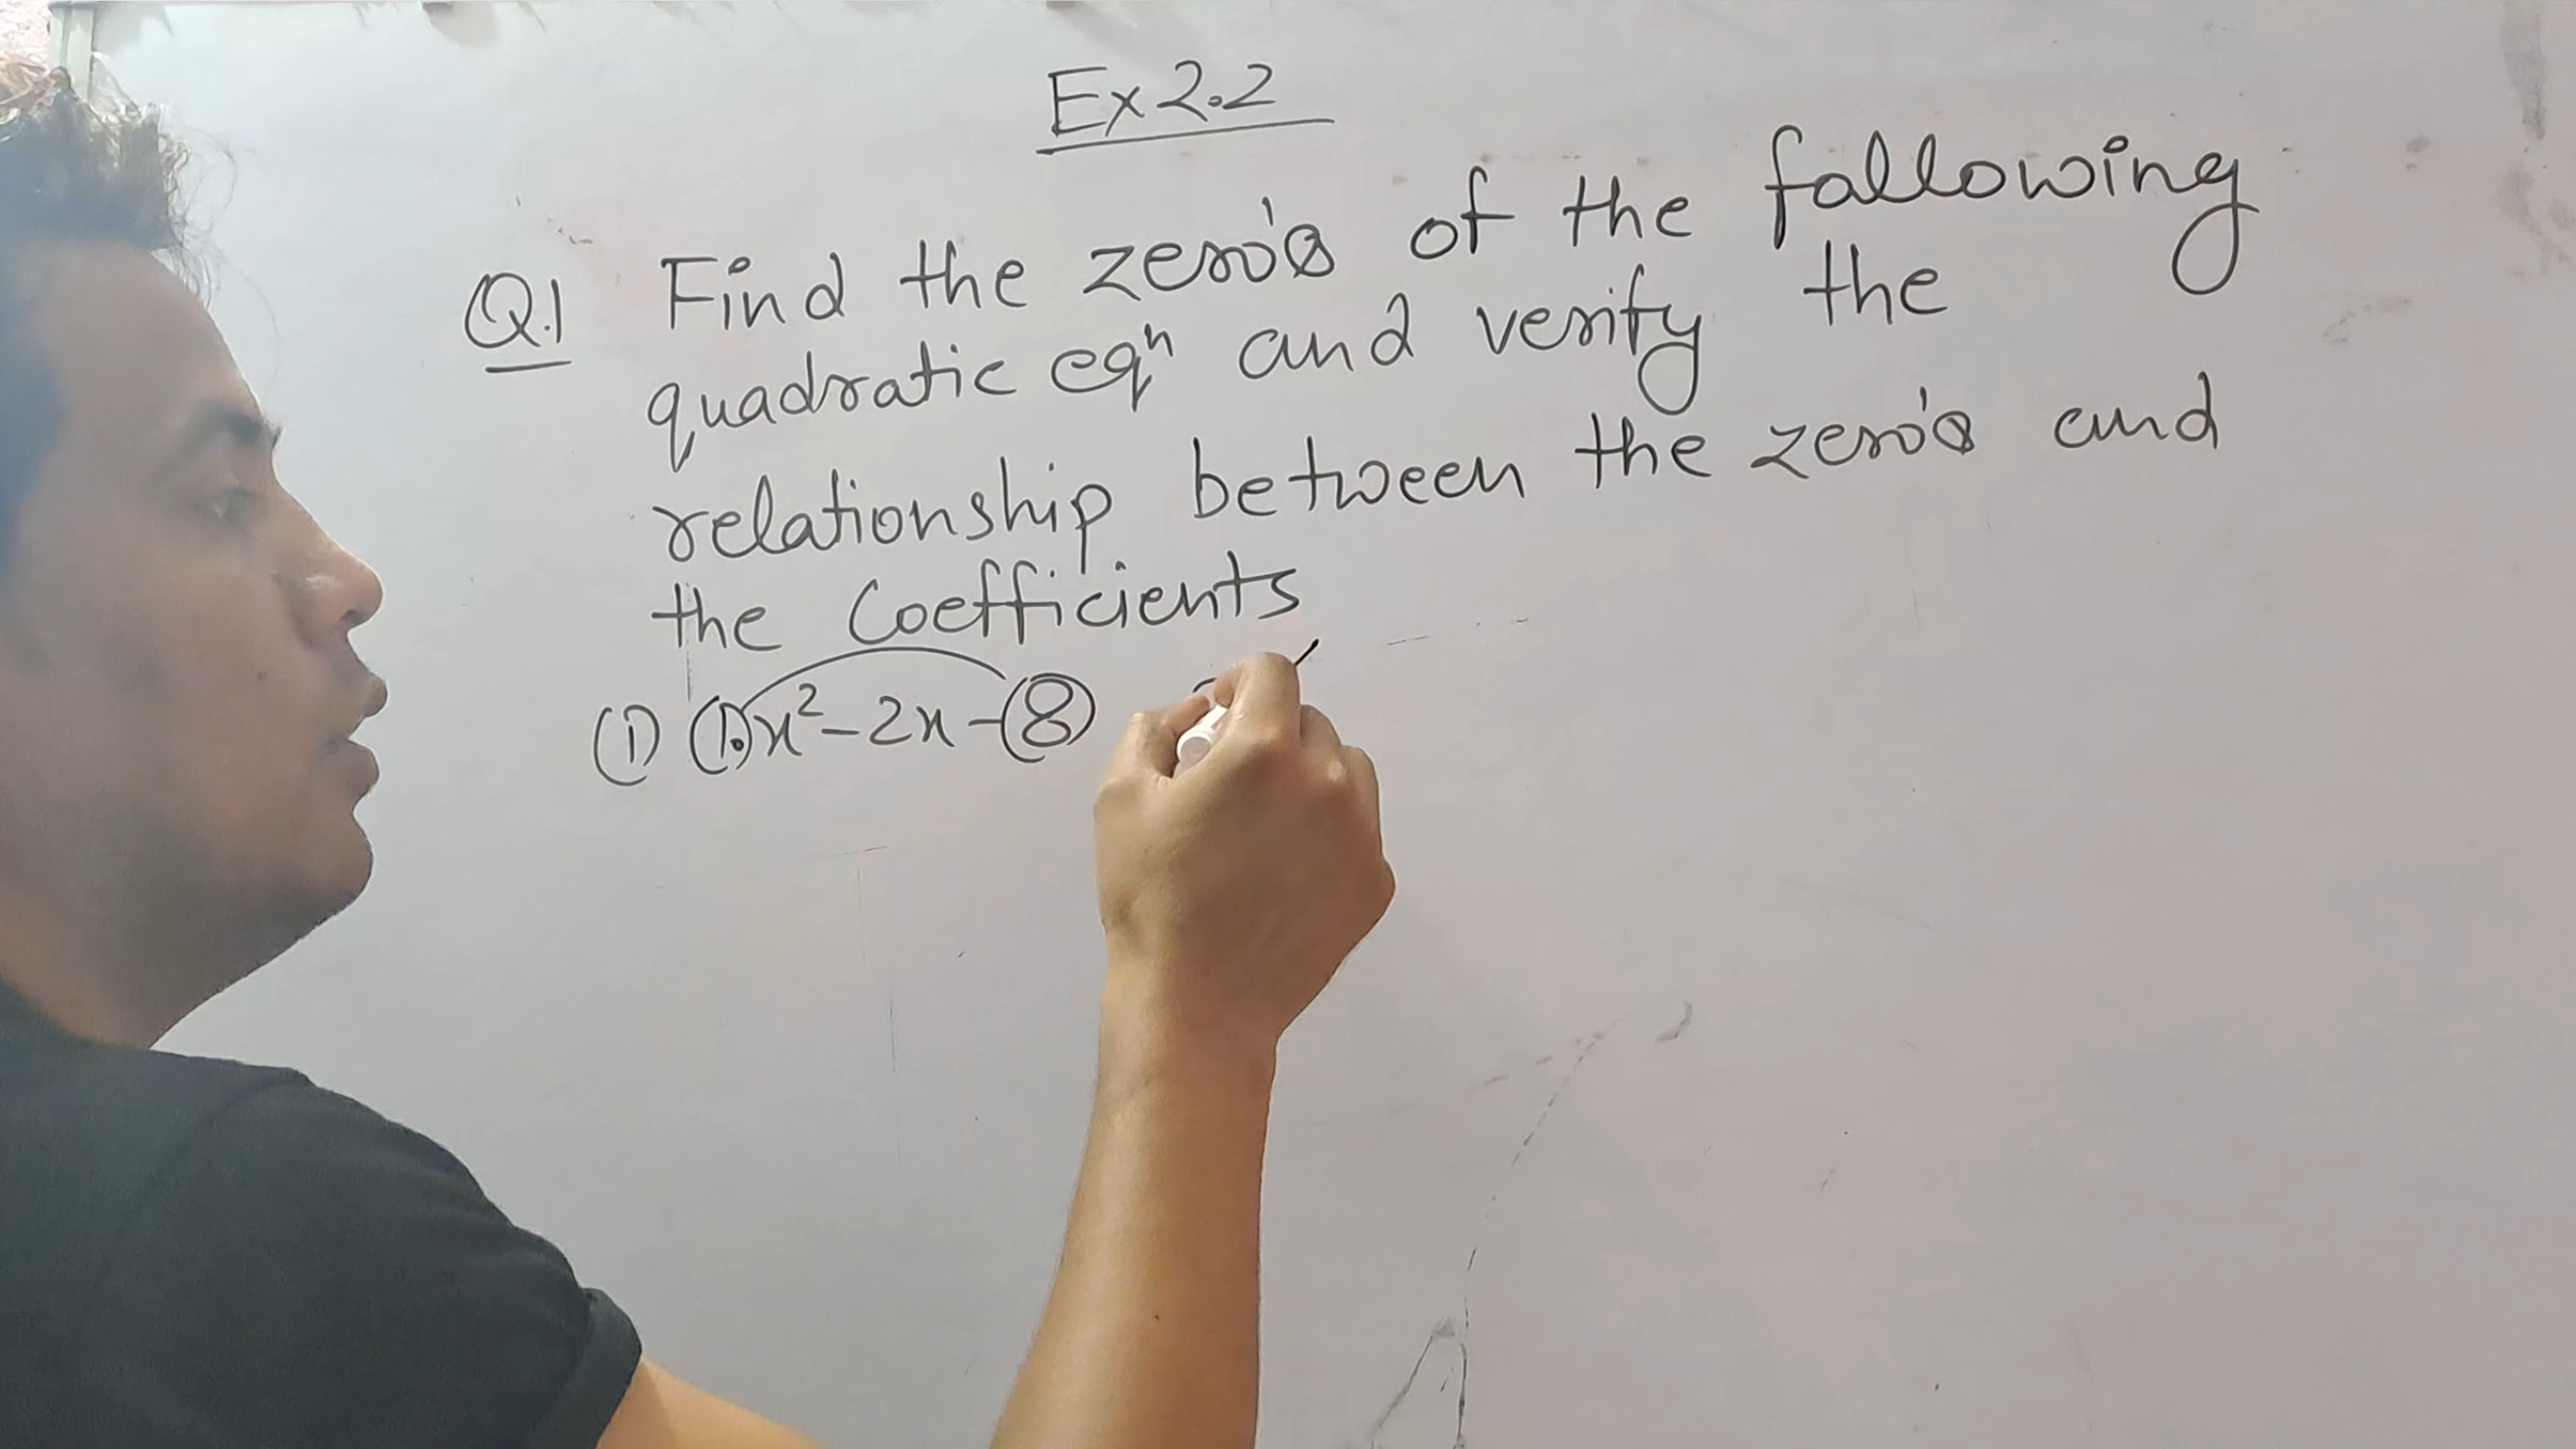 Ex 2.2
Q.1 Find the zero's of the fallowing
quadratic eqⁿ and verify the
relationship between the zero's and
the Coefficients
(1) (1.)x² - 2x - (8)